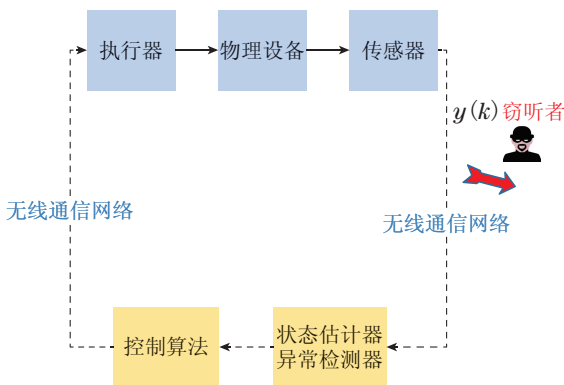 执行器
物理设备
传感器
y(k)窃听者
无线通信网络
无线通信网络
控制算法
状态估计器
异常检测器